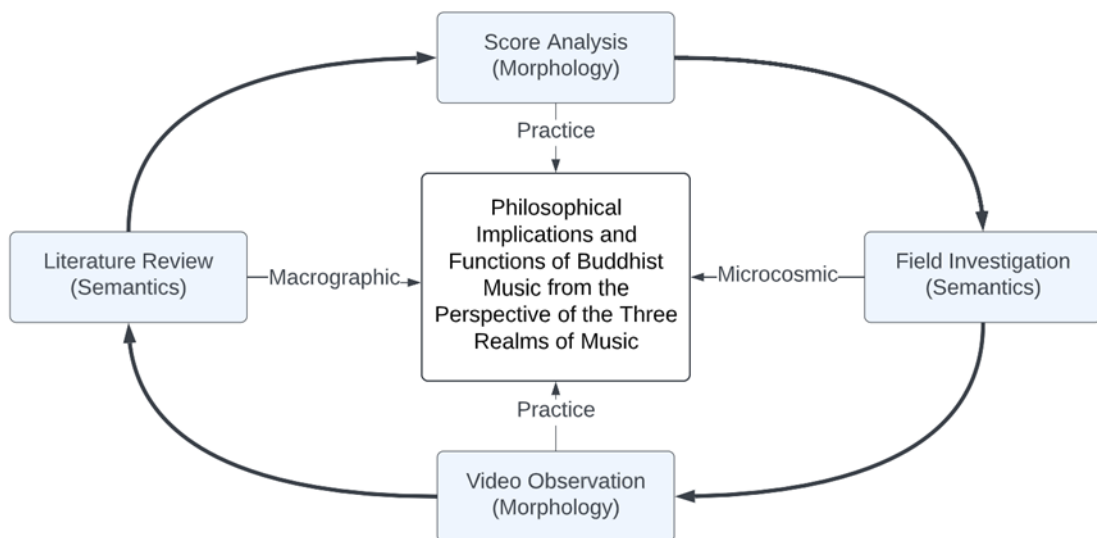 Score Analysis
(Morphology)
Practice
Philosophical
Implications and
Functions of Buddhist
Music from the
Perspective of the Three
Realms of Music
Literature Review
(Semantics)
Macrographic
Microcosmic
Field Investigation
(Semantics)
Practice
Video Observation
(Morphology)